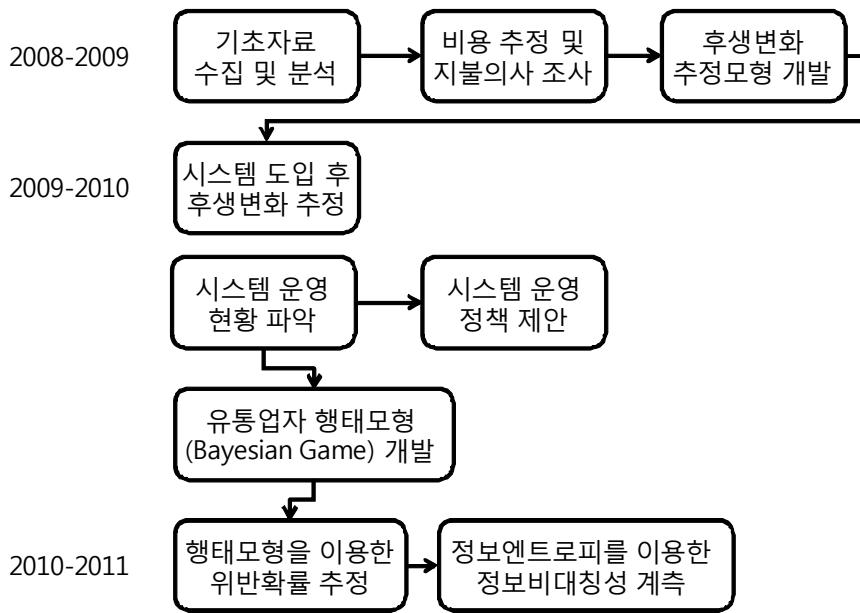 2008-2009
기초자료
수집 및 분석
비용 추정 및
지불의사 조사
후생변화
추정모형 개발
2009-2010
시스템 도입 후
후생변화 추정
시스템 운영
현황 파악
시스템 운영
정책 제안
유통업자 행태모형
(Bayesian Game) 개발
2010-2011
행태모형을 이용한
위반확률 추정
정보엔트로피를 이용한
정보비대칭성 계측